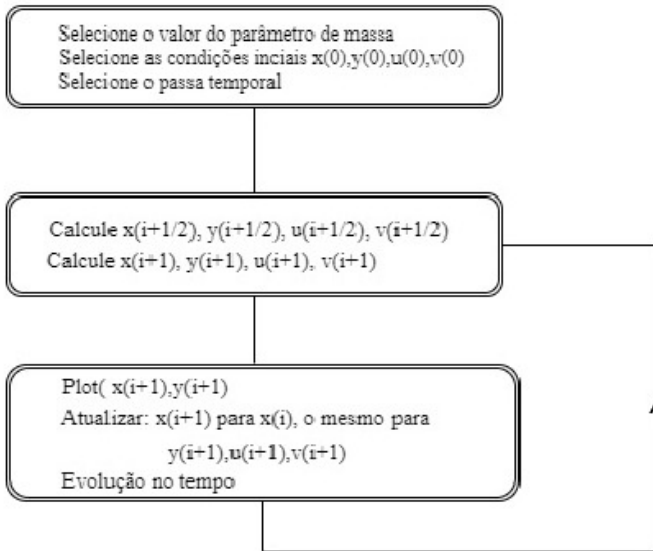 Selecione o valor do parâmetro de massa
Selecione as condições inciais x(0),y(0),u(0),v(0)
Selecione o passa temporal
Calcule x(i+1/2), y(i+1/2), u(i+1/2), v(i+1/2)
Calcule x(i+1), y(i+1), u(i+1), v(i+1)
Plot( x(i+1),y(i+1)
Atualizar: x(i+1) para x(i), o mesmo para
y(i+1),u(i+1),v(i+1)
Evolução no tempo